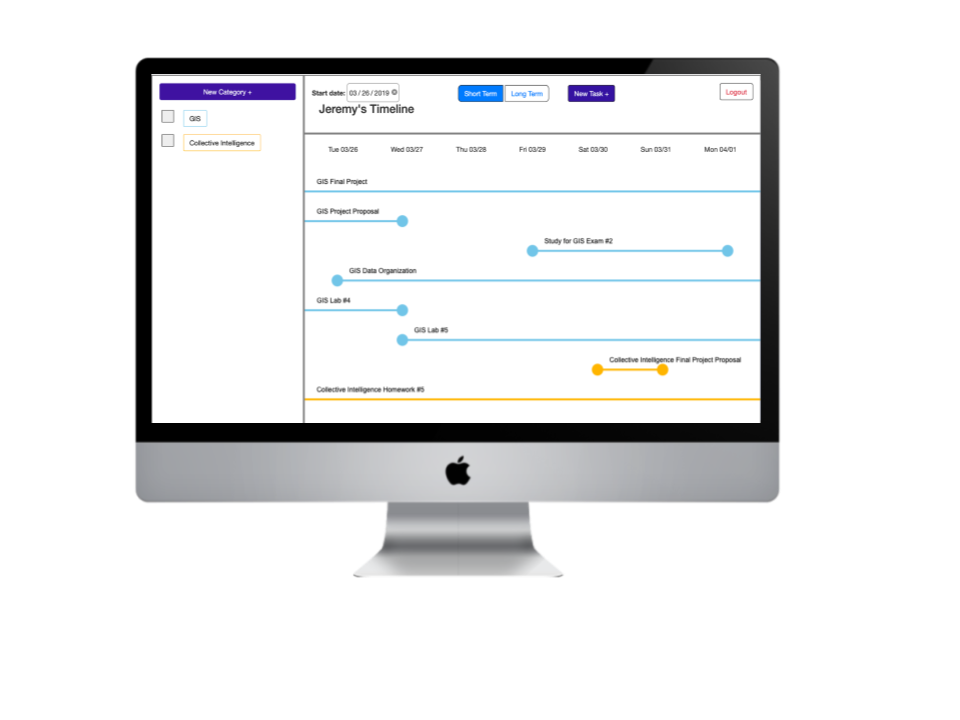 New Category +
GIS
Collective Intelligence
Start date: 03 / 26 / 2019
Short Term Long Term New Task + Logout
Jeremy's Timeline
Tue 03/26 Wed 03/27 Thu 03/28 Fri 03/29 Sat 03/30 Sun 03/31 Mon 04/01
GIS Final Project
GIS Project Proposal
Study for GIS Exam #2
GIS Data Organization
GIS Lab #4
GIS Lab #5
Collective Intelligence Final Project Proposal
Collective Intelligence Homework #5